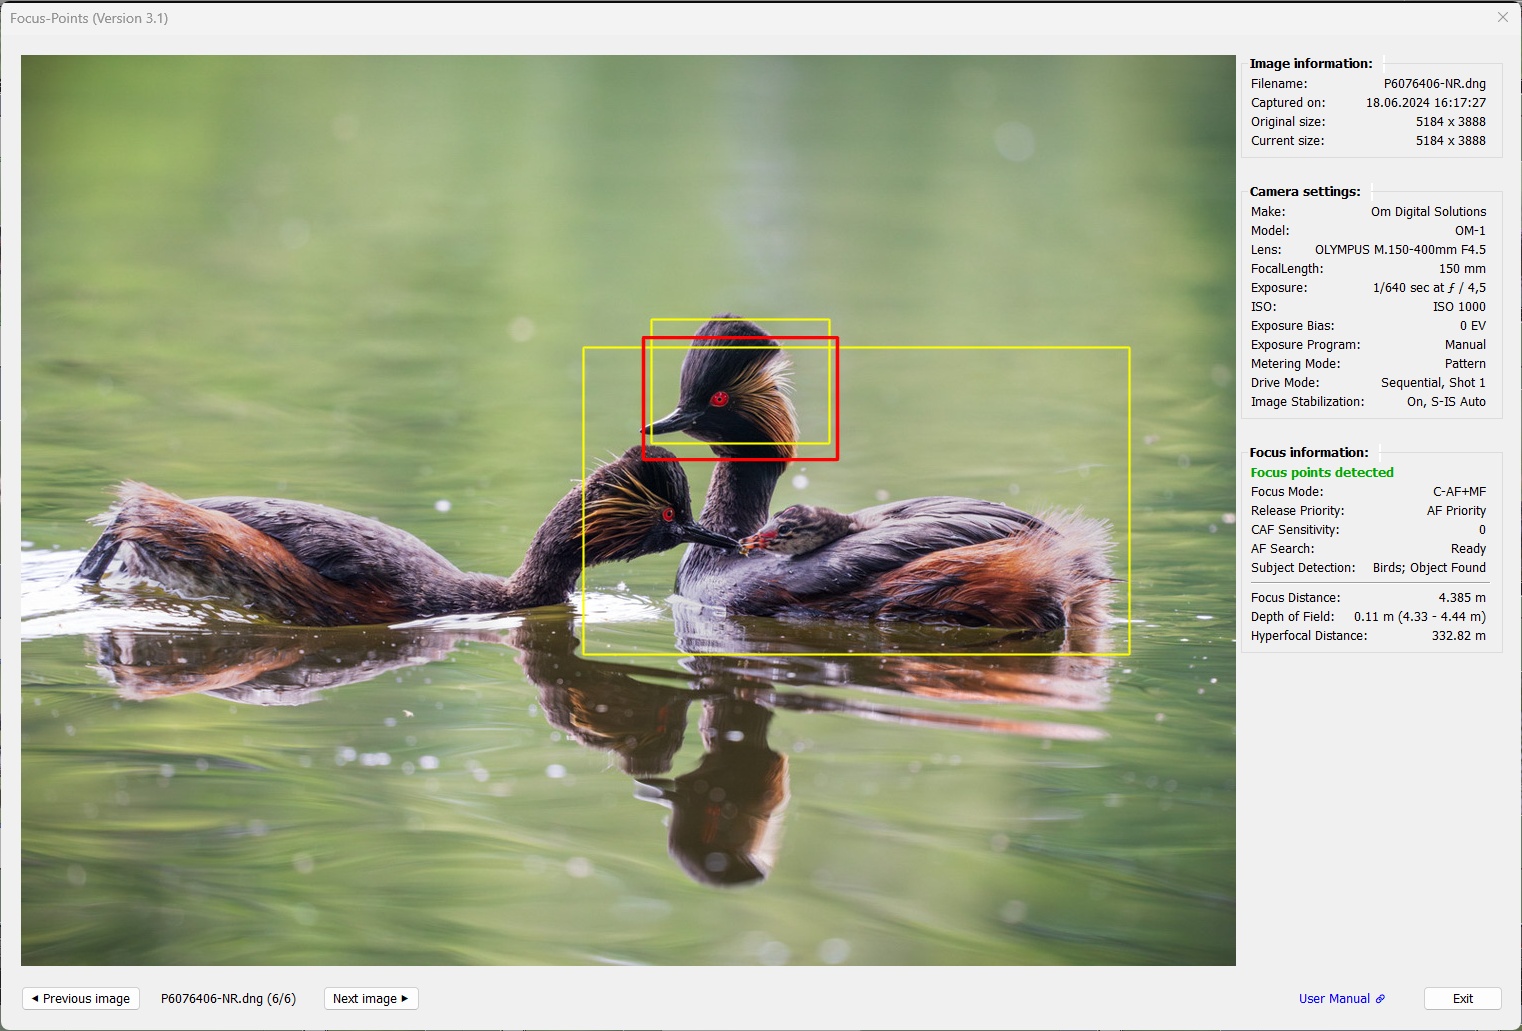 Focus-Points (Version 3.1)
Image information:
Filename: P6076406-NR.dng
Captured on: 18.06.2024 16:17:27
Original size: 5184 x 3888
Current size: 5184 x 3888
Camera settings:
Make: Om Digital Solutions
Model: OM-1
Lens: OLYMPUS M.150-400mm F4.5
FocalLength: 150 mm
Exposure: 1/640 sec at ƒ / 4,5
ISO: ISO 1000
Exposure Bias: 0 EV
Exposure Program: Manual
Metering Mode: Pattern
Drive Mode: Sequential, Shot 1
Image Stabilization: On, S-IS Auto
Focus information:
Focus points detected
Focus Mode: C-AF+MF
Release Priority: AF Priority
CAF Sensitivity: 0
AF Search: Ready
Subject Detection: Birds; Object Found
Focus Distance: 4.385 m
Depth of Field: 0.11 m (4.33 - 4.44 m)
Hyperfocal Distance: 332.82 m
Previous image P6076406-NR.dng (6/6) Next image User Manual Exit